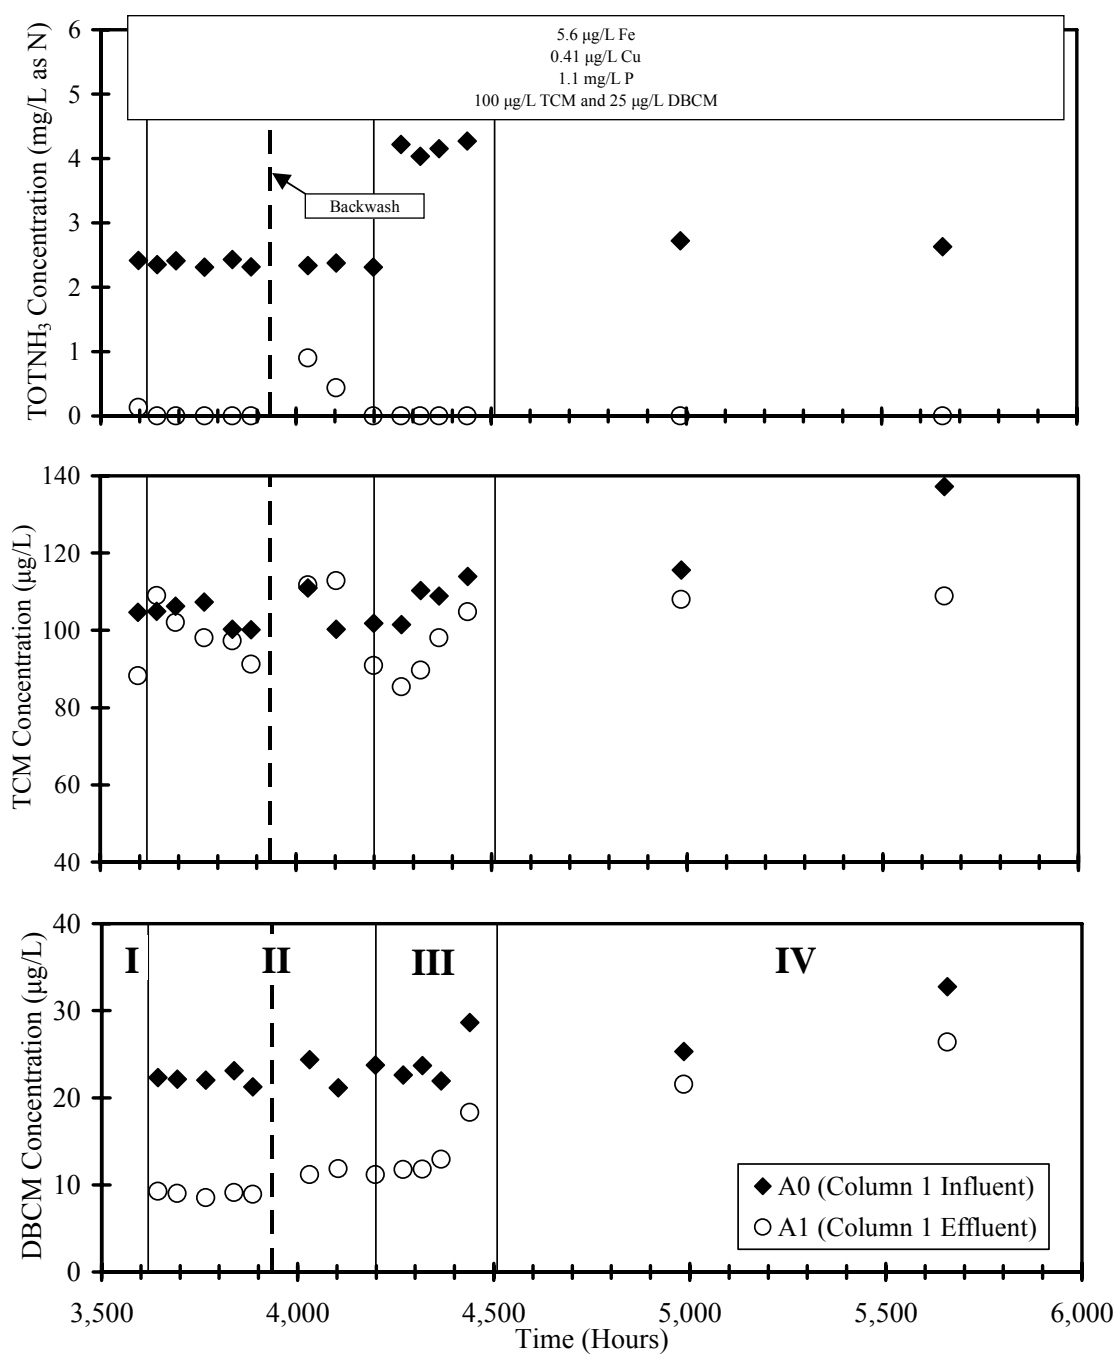 5.6 μg/L Fe
0.41 μg/L Cu
1.1 mg/L P
100 μg/L TCM and 25 μg/L DBCM
Backwash
TOTNH₃ Concentration (mg/L as N)
6
5
4
3
2
1
0
TCM Concentration (μg/L)
140
120
100
80
60
40
DBCM Concentration (μg/L)
40
30
20
10
0
I
II
III
IV
A0 (Column 1 Influent)
A1 (Column 1 Effluent)
3,500
4,000
4,500
5,000
5,500
6,000
Time (Hours)